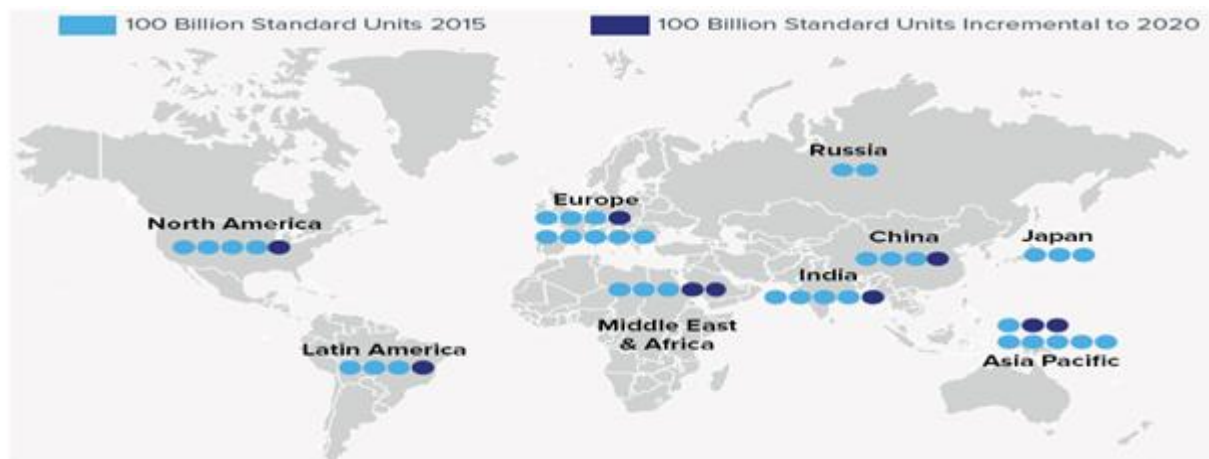 100 Billion Standard Units 2015
100 Billion Standard Units Incremental to 2020
Russia
Europe
North America
China
Japan
India
Middle East
& Africa
Latin America
Asia Pacific